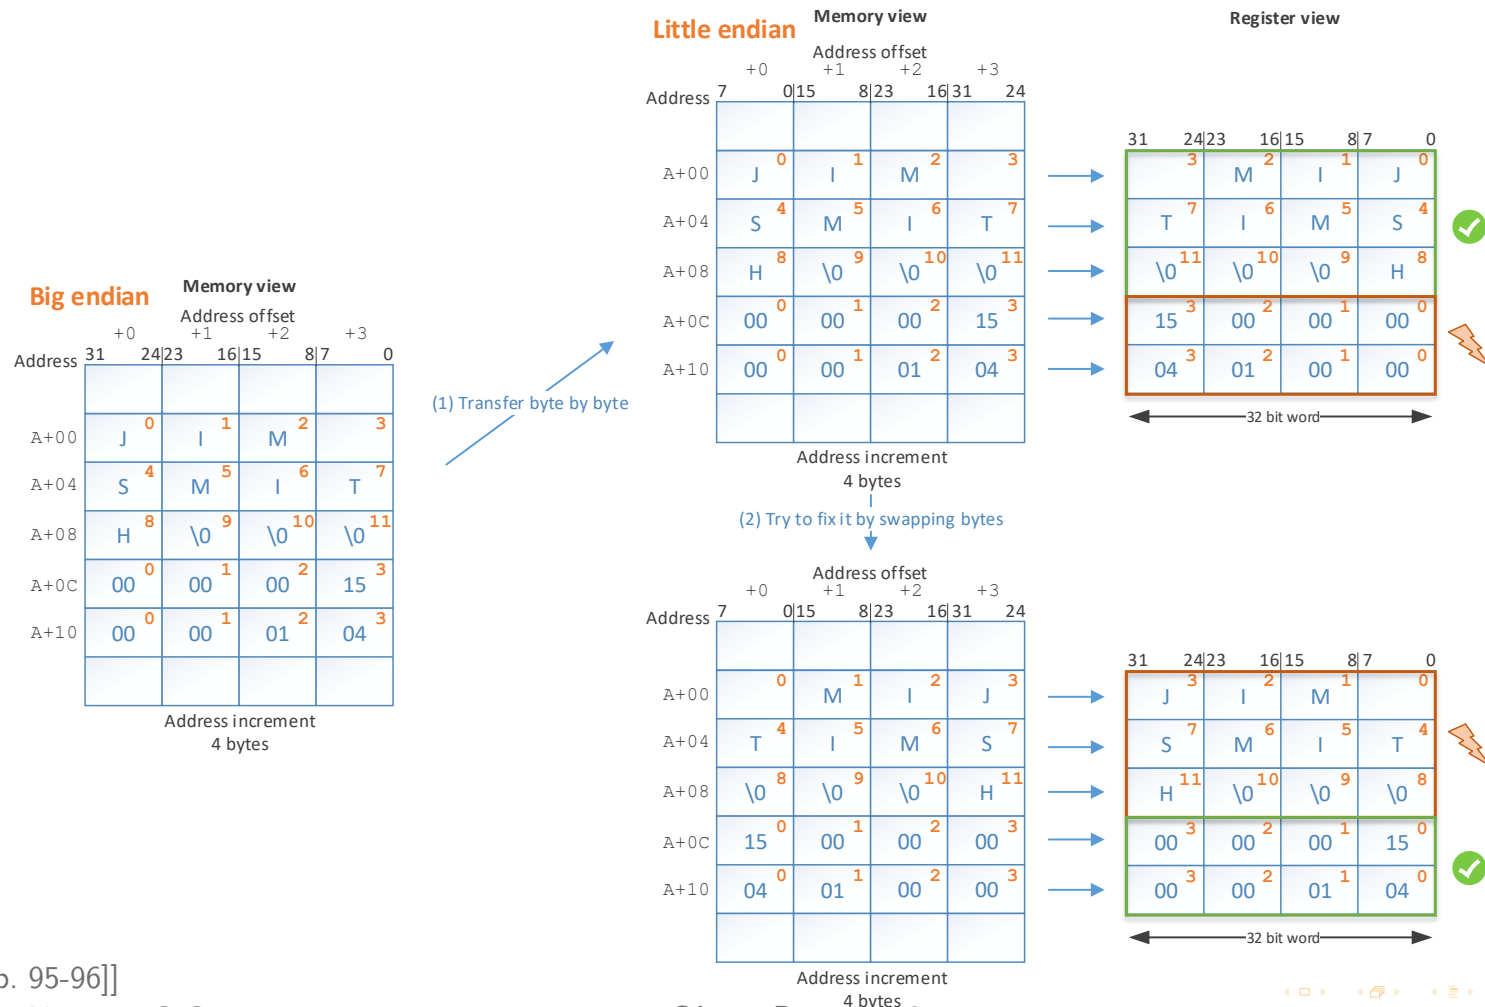 Little endian
Memory view
Register view
Address offset
+0 +1 +2 +3
Address 7 0 15 8 23 16 31 24
31 24 23 16 15 8 7 0
A+00 J 0 I 1 M 2 3
3 M 2 I 1 J 0
A+04 S 4 M 5 I 6 T 7
T 7 I 6 M 5 S 4
A+08 H 8 \0 9 \0 10 \0 11
\0 11 \0 10 \0 9 H 8
A+0C 00 0 00 1 00 2 15 3
15 3 00 2 00 1 00 0
A+10 00 0 00 1 01 2 04 3
04 3 01 2 00 1 00 0
32 bit word
Address increment
4 bytes
Big endian
Memory view
Address offset
+0 +1 +2 +3
Address 31 24 23 16 15 8 7 0
A+00 J 0 I 1 M 2 3
A+04 S 4 M 5 I 6 T 7
A+08 H 8 \0 9 \0 10 \0 11
A+0C 00 0 00 1 00 2 15 3
A+10 00 0 00 1 01 2 04 3
Address increment
4 bytes
(1) Transfer byte by byte
(2) Try to fix it by swapping bytes
Address offset
+0 +1 +2 +3
Address 7 0 15 8 23 16 31 24
31 24 23 16 15 8 7 0
A+00 0 M 1 I 2 J 3
J 3 I 2 M 1 0
A+04 T 4 I 5 M 6 S 7
S 7 M 6 I 5 T 4
A+08 \0 8 \0 9 \0 10 H 11
H 11 \0 10 \0 9 \0 8
A+0C 15 0 00 1 00 2 00 3
00 3 00 2 00 1 15 0
A+10 04 0 01 1 00 2 00 3
00 3 00 2 01 1 04 0
32 bit word
Address increment
4 bytes
95-96]]